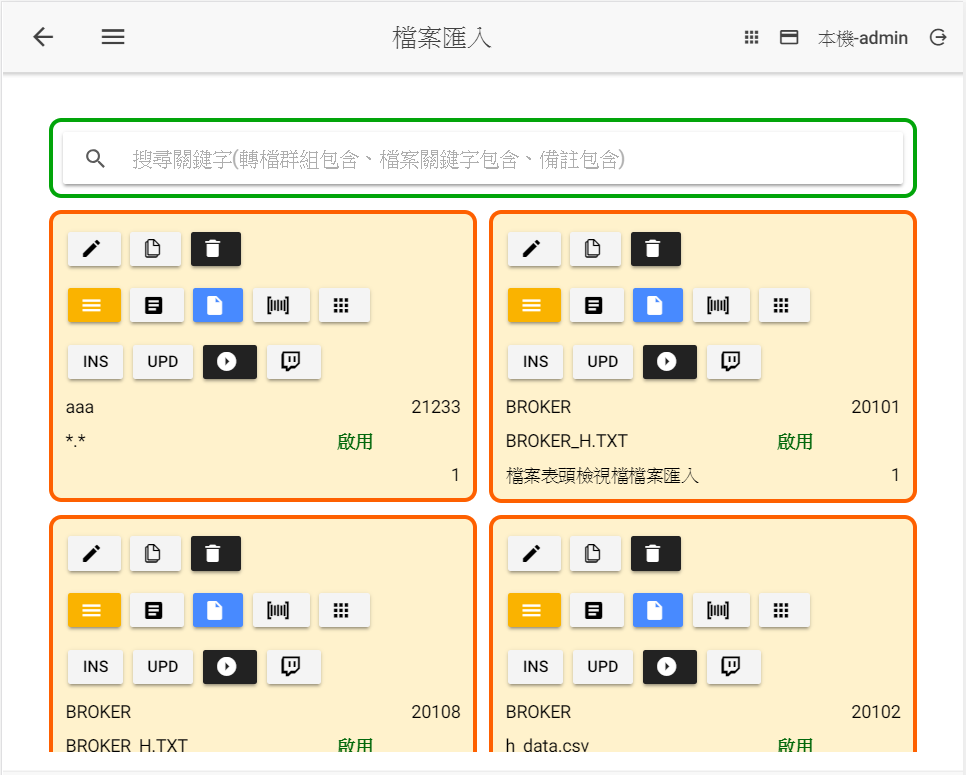 檔案匯入
本機-admin
搜尋關鍵字(轉檔群組包含、檔案關鍵字包含、備註包含)
INS UPD
aaa 21233
*.* 啟用
1
INS UPD
BROKER 20101
BROKER_H.TXT 啟用
檔案表頭檢視檔檔案匯入 1
INS UPD
BROKER 20108
BROKER_H.TXT 啟用
INS UPD
BROKER 20102
h_data.csv 啟用